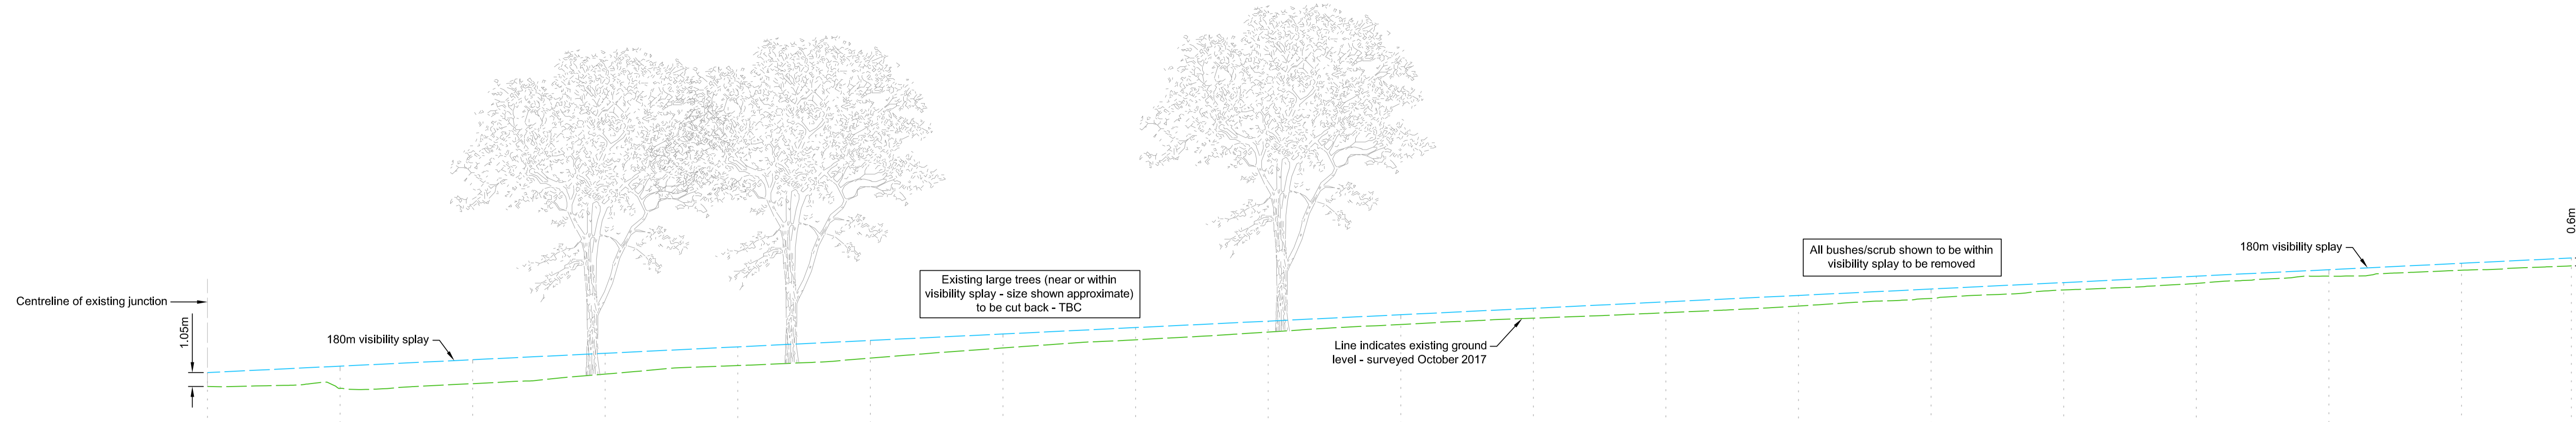 Centreline of existing junction
1.05m
180m visibility splay
Existing large trees (near or within
visibility splay - size shown approximate)
to be cut back - TBC
Line indicates existing ground
level - surveyed October 2017
All bushes/scrub shown to be within
visibility splay to be removed
180m visibility splay
0.6m